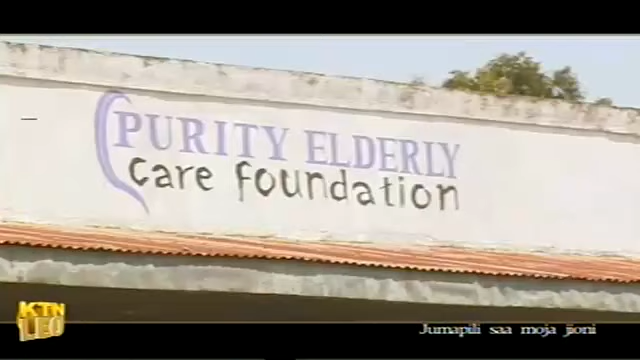 PURITY ELDERLY
care foundation
KTN
LEO
Jumapili saa moja jioni